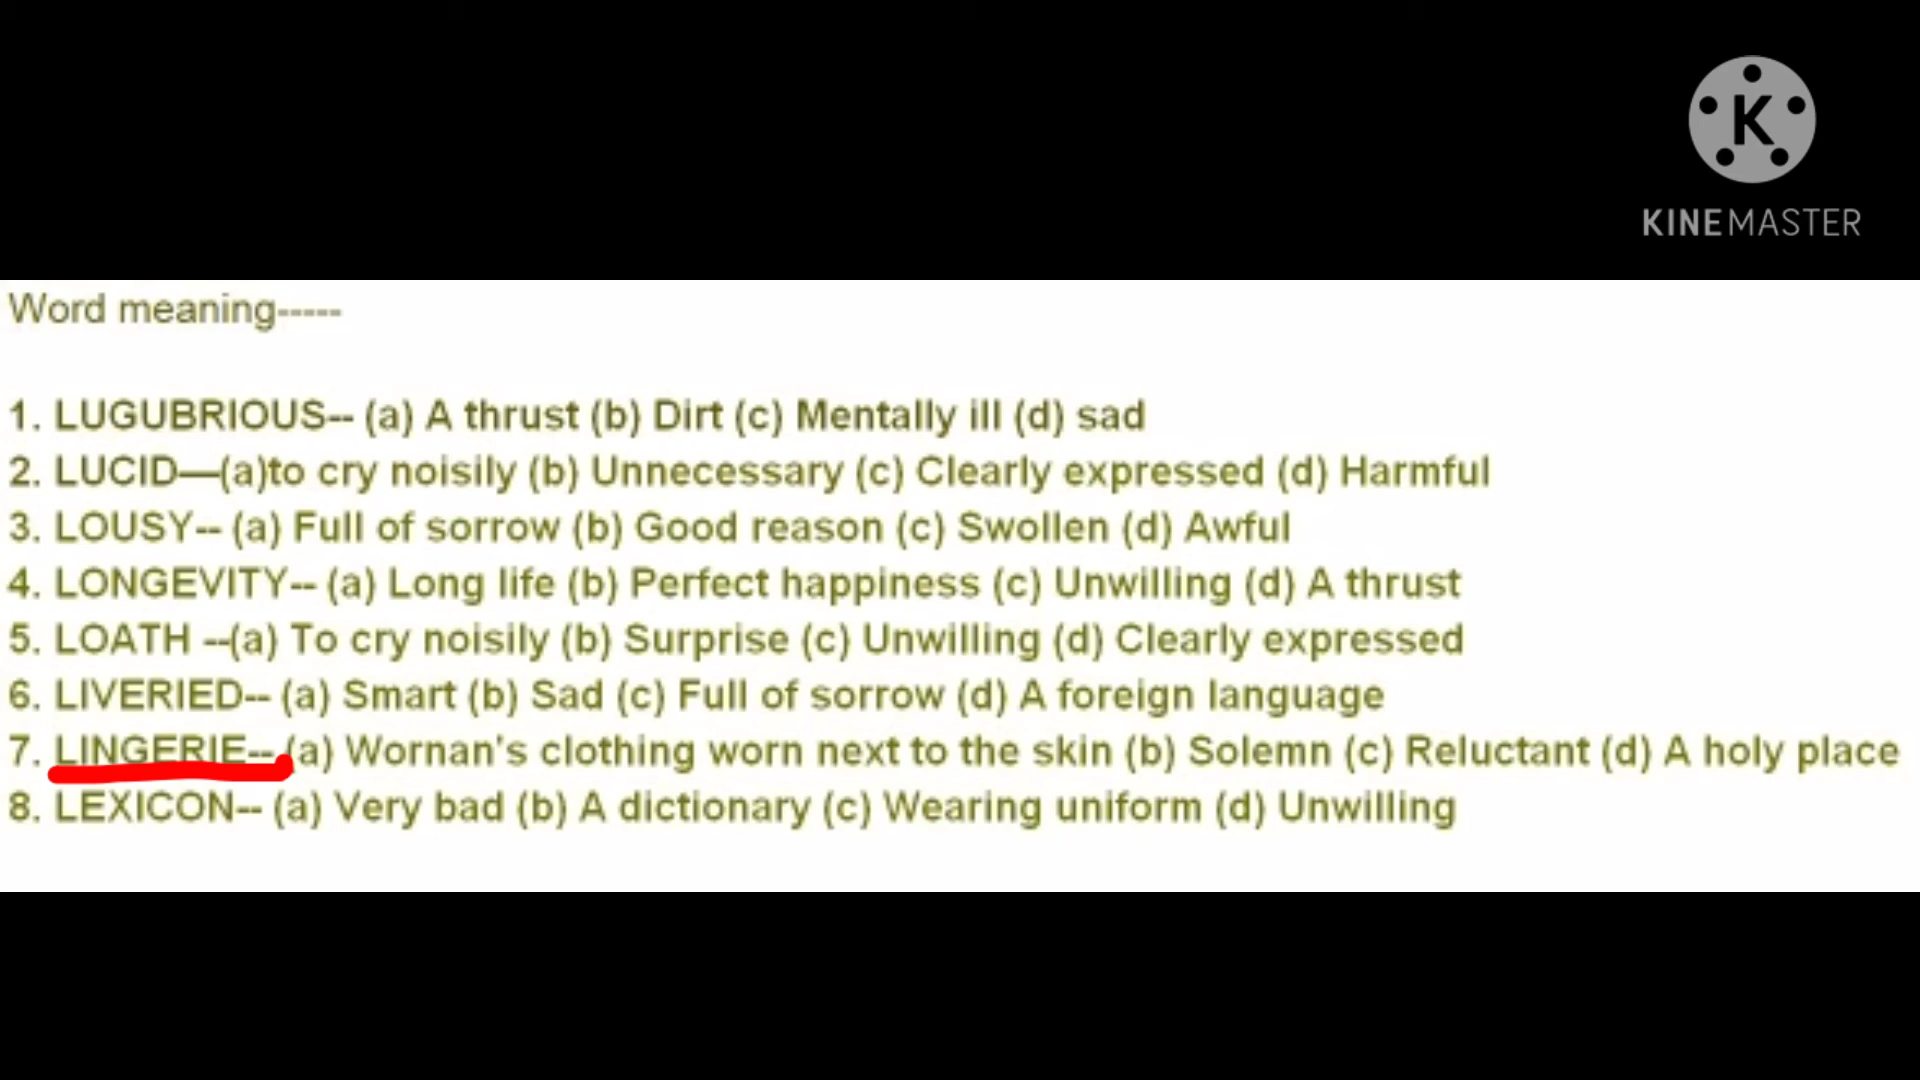 K
KINEMASTER
Word meaning-----
1. LUGUBRIOUS-- (a) A thrust (b) Dirt (c) Mentally ill (d) sad
2. LUCID—(a)to cry noisily (b) Unnecessary (c) Clearly expressed (d) Harmful
3. LOUSY-- (a) Full of sorrow (b) Good reason (c) Swollen (d) Awful
4. LONGEVITY-- (a) Long life (b) Perfect happiness (c) Unwilling (d) A thrust
5. LOATH --(a) To cry noisily (b) Surprise (c) Unwilling (d) Clearly expressed
6. LIVERIED-- (a) Smart (b) Sad (c) Full of sorrow (d) A foreign language
7. LINGERIE-- (a) Wornan's clothing worn next to the skin (b) Solemn (c) Reluctant (d) A holy place
8. LEXICON-- (a) Very bad (b) A dictionary (c) Wearing uniform (d) Unwilling